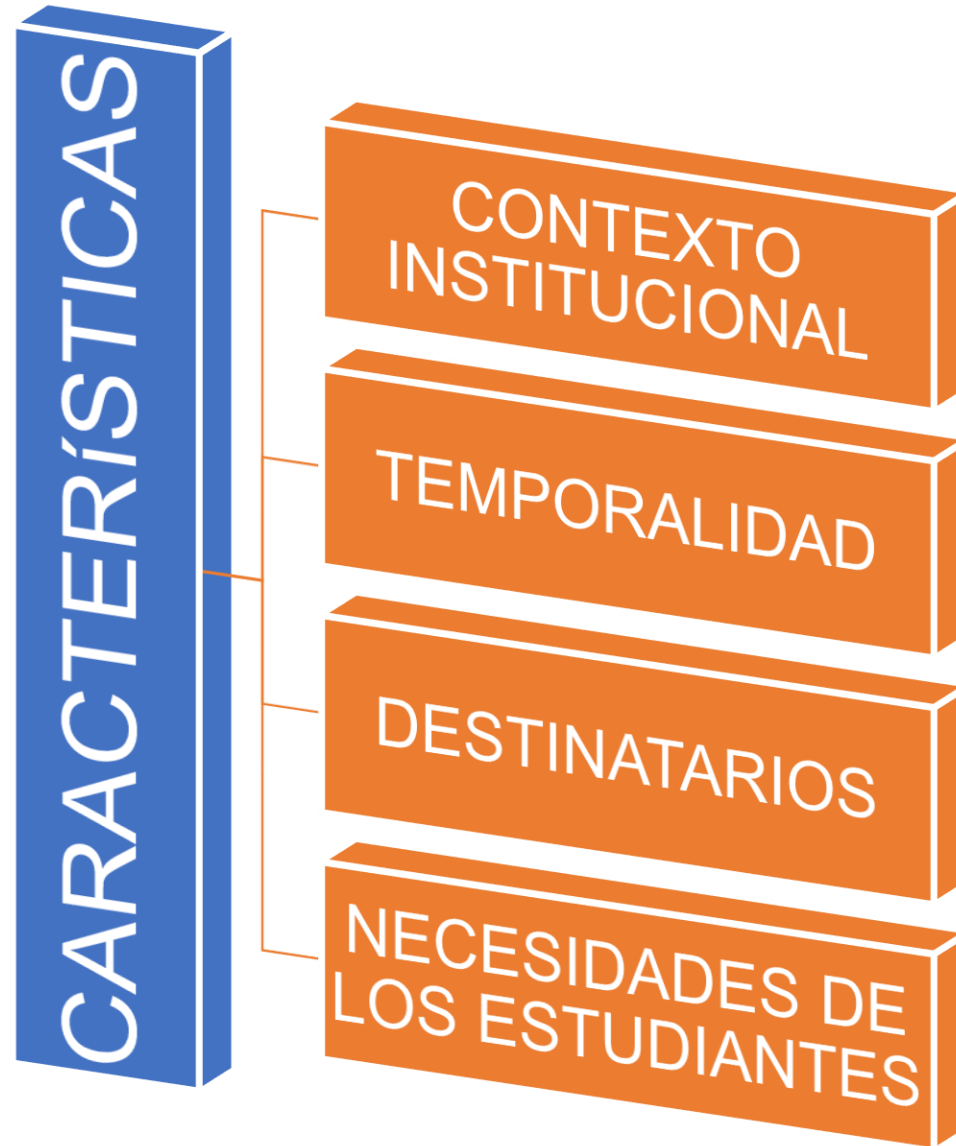 CARACTERíSTICAS
CONTEXTO
INSTITUCIONAL
TEMPORALIDAD
DESTINATARIOS
NECESIDADES DE
LOS ESTUDIANTES